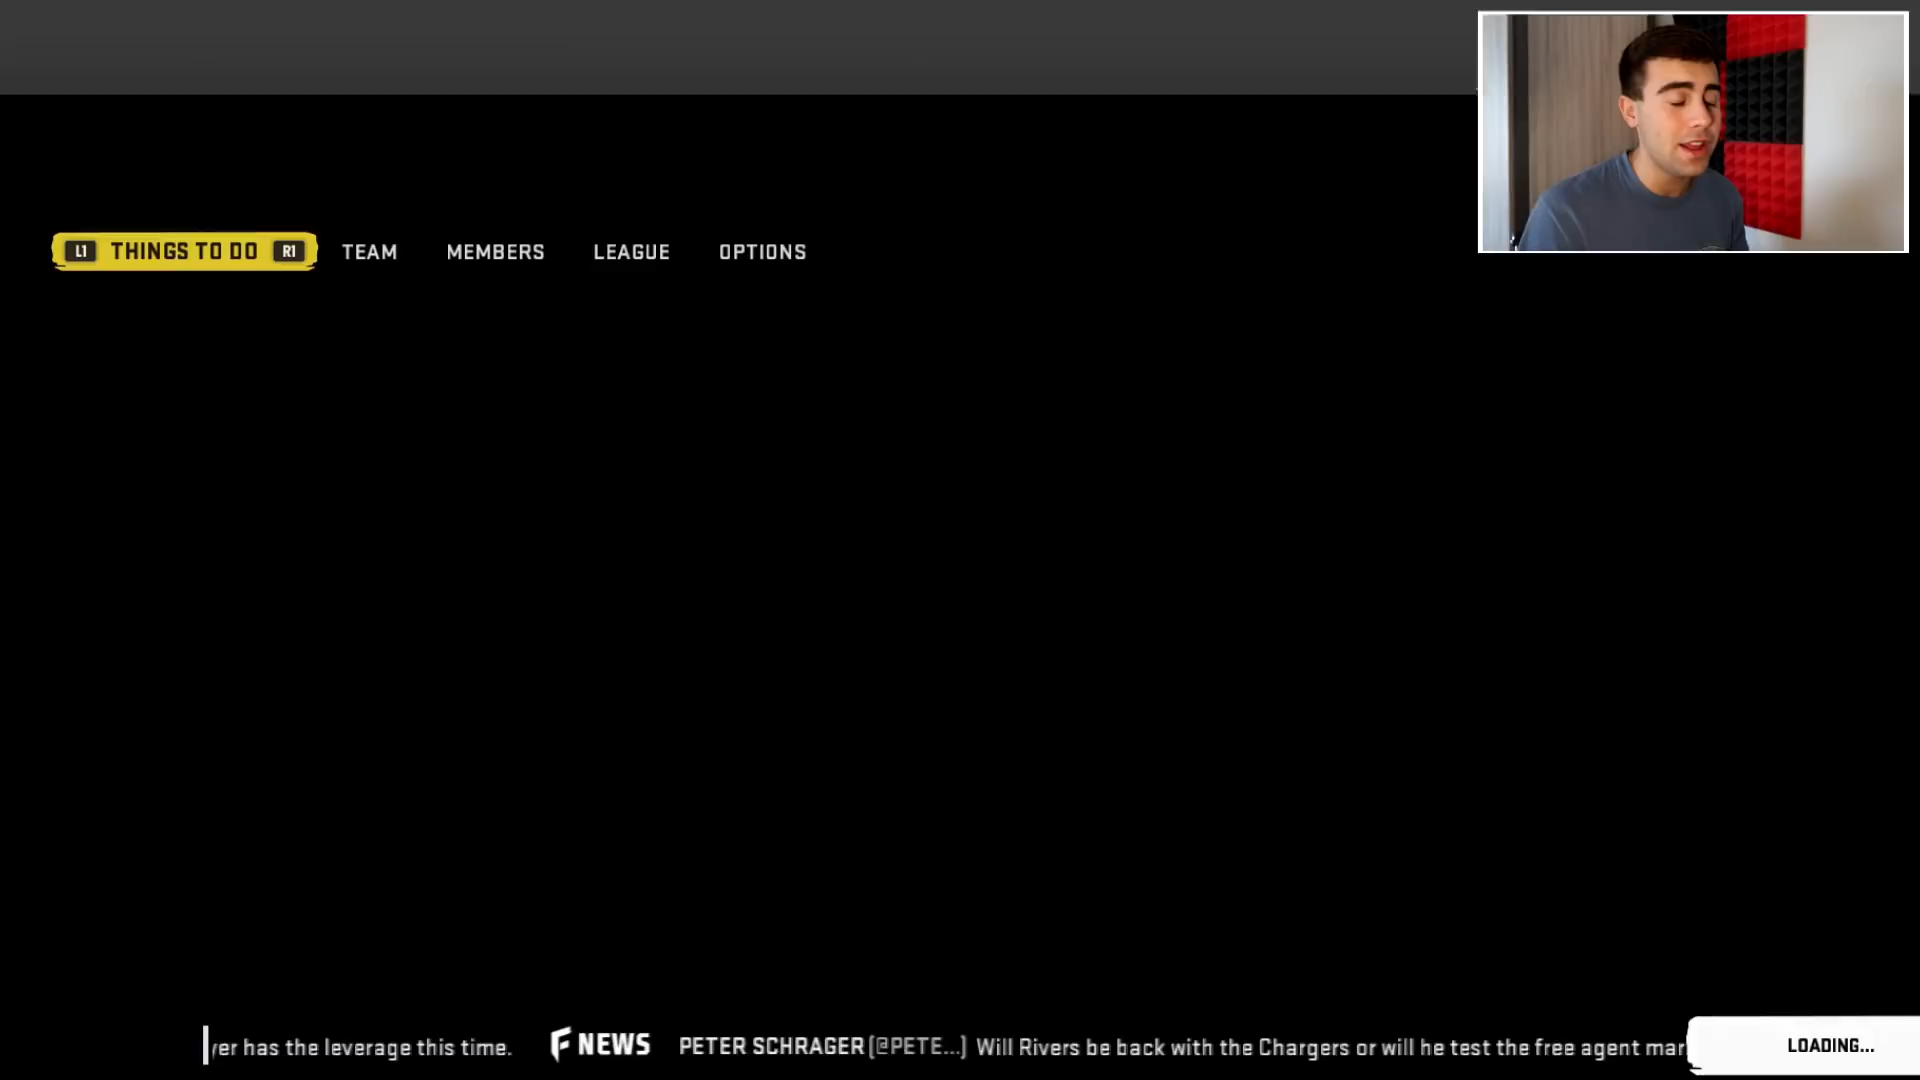 L1 THINGS TO DO R1 TEAM MEMBERS LEAGUE OPTIONS
yer has the leverage this time. NEWS PETER SCHRAGER (@PETE...) Will Rivers be back with the Chargers or will he test the free agent mar LOADING...